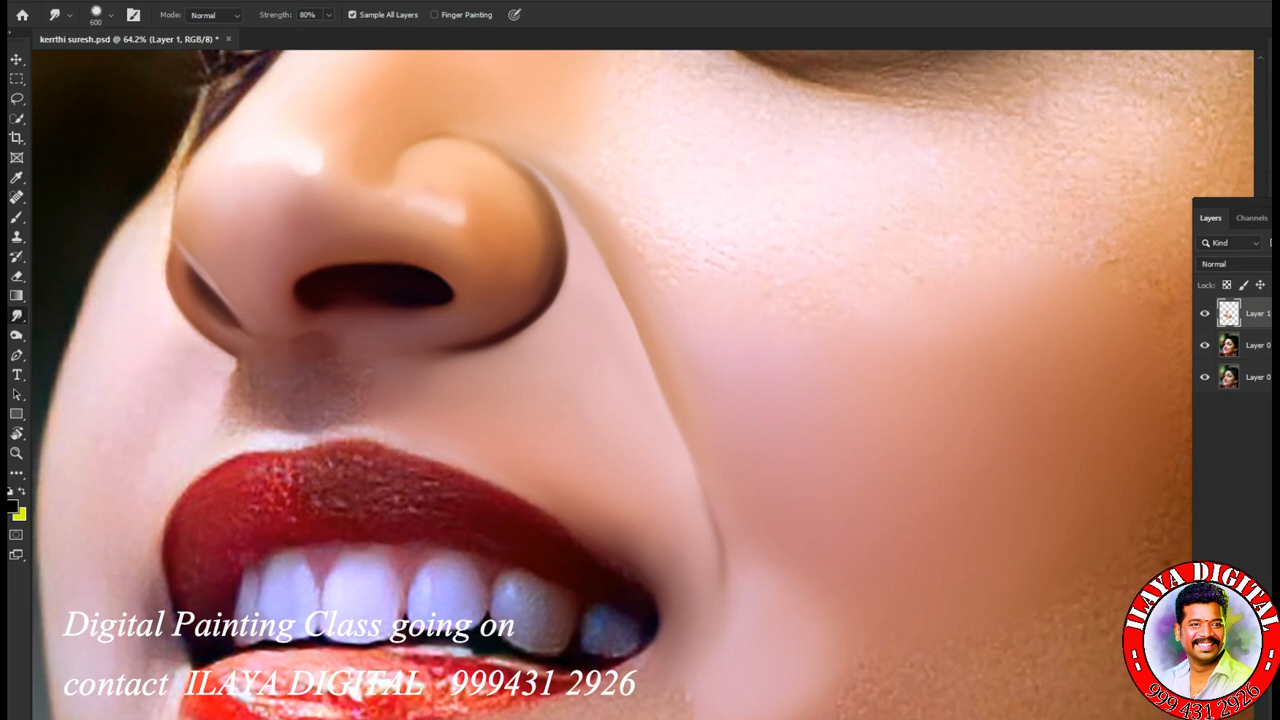 Mode: Normal Strength: 80% Sample All Layers Finger Painting
600
kerrthi suresh.psd @ 64.2% (Layer 1, RGB/8) * ×
Layers Channels
Kind
Normal
Lock:
Layer 1
Layer 0
Layer 0
Digital Painting Class going on
contact ILAYA DIGITAL - 999431 2926
ILAYA DIGITAL
999 431 2926